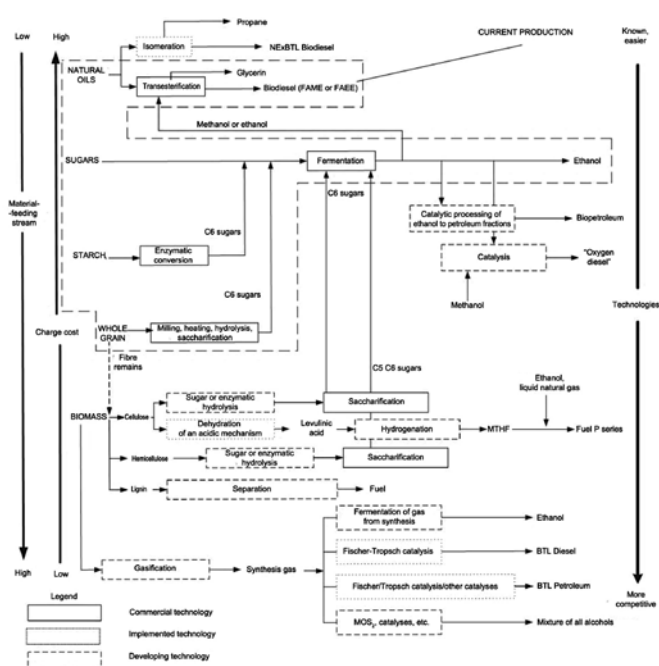 Propane
Low
High
Isomeration
NExBTL Biodiesel
CURRENT PRODUCTION
Known,
easier
NATURAL
OILS
Glycerin
Transesterification
Biodiesel (FAME or FAEE)
Methanol or ethanol
SUGARS
Fermentation
Ethanol
C6 sugars
Material-
feeding
stream
Catalytic processing of
ethanol to petroleum fractions
Biopetroleum
C6 sugars
STARCH
Enzymatic
conversion
Catalysis
"Oxygen
diesel"
C6 sugars
Methanol
Technologies
Charge cost
WHOLE
GRAIN
Milling, heating, hydrolysis,
saccharification
Fibre
remains
C5 C6 sugars
Ethanol,
liquid natural gas
Sugar or enzymatic
hydrolysis
Saccharification
BIOMASS
Cellulose
Dehydration
of an acidic mechanism
Levulinic
acid
Hydrogenation
MTHF
Fuel P series
Hemicellulose
Sugar or enzymatic
hydrolysis
Saccharification
Lignin
Separation
Fuel
Fermentation of gas
from synthesis
Ethanol
Gasification
Synthesis gas
Fischer-Tropsch catalysis
BTL Diesel
High
Low
Fischer/Tropsch catalysis/other catalyses
BTL Petroleum
More
competitive
Legend
Commercial technology
MOS₂, catalyses, etc.
Mixture of all alcohols
Implemented technology
Developing technology